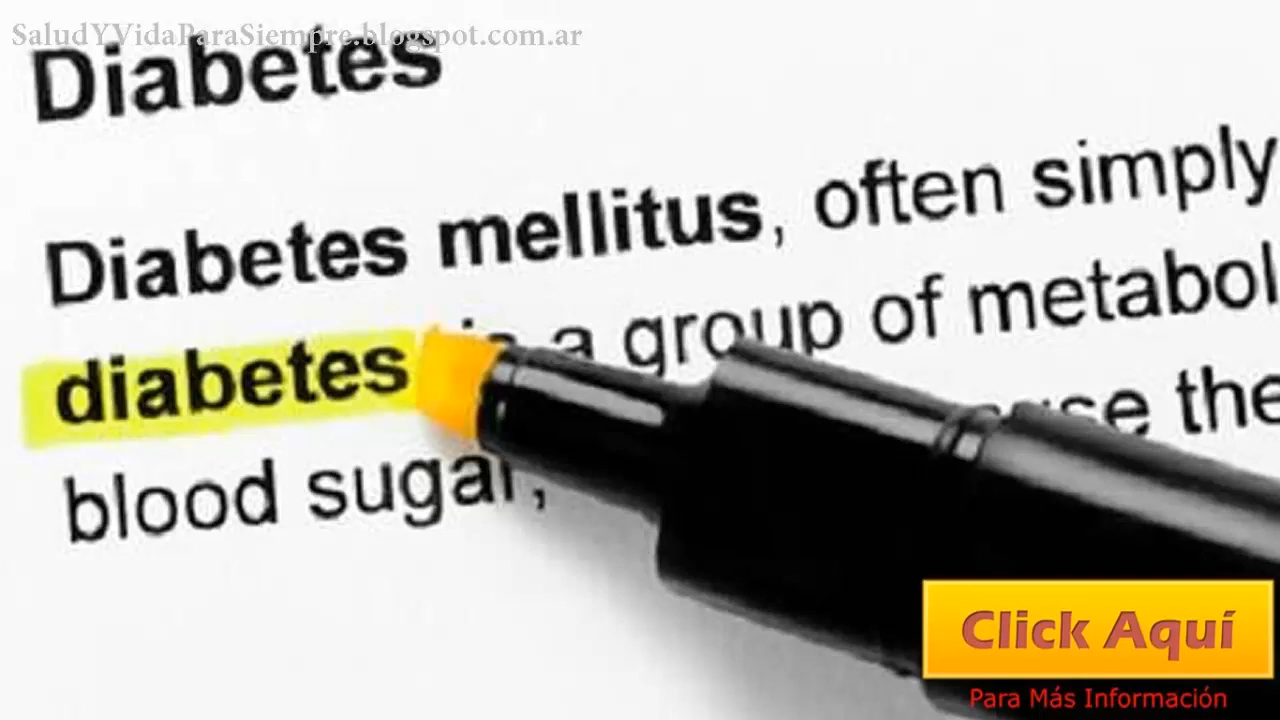 SaludYVidaParaSiempre.blogspot.com.ar
Diabetes
Diabetes mellitus, often simply
diabetes is a group of metabol
the
blood sugar,
Click Aquí
Para Más Información